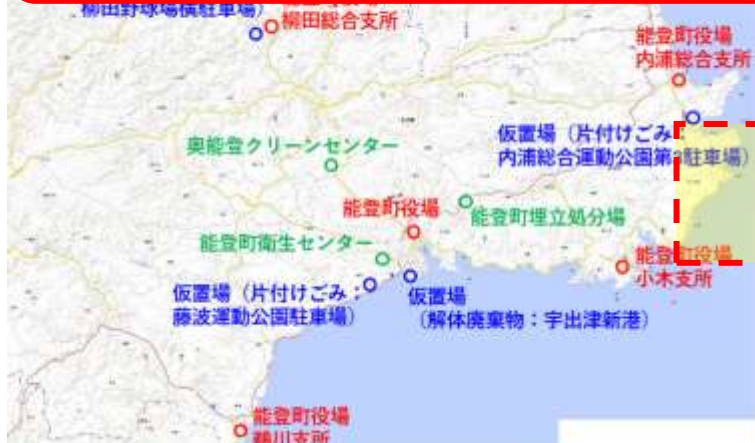 柳田野球場横駐車場）
柳田総合支所
能登町役場
内浦総合支所
仮置場（片付けごみ：
内浦総合運動公園第2駐車場）
奥能登クリーンセンター
能登町役場
能登町埋立処分場
能登町衛生センター
能登町役場
小木支所
仮置場（片付けごみ：
藤波運動公園駐車場）
仮置場
（解体廃棄物：宇出津新港）
能登町役場
鵜川支所